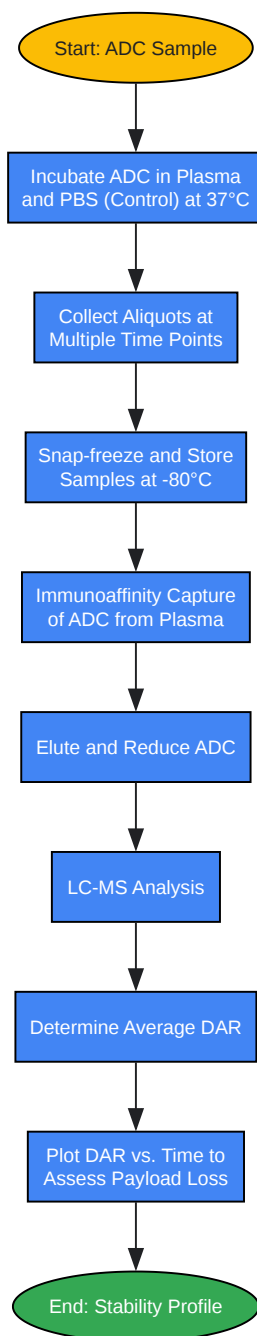 Start: ADC Sample
Incubate ADC in Plasma
and PBS (Control) at 37°C
Collect Aliquots at
Multiple Time Points
Snap-freeze and Store
Samples at -80°C
Immunoaffinity Capture
of ADC from Plasma
Elute and Reduce ADC
LC-MS Analysis
Determine Average DAR
Plot DAR vs. Time to
Assess Payload Loss
End: Stability Profile